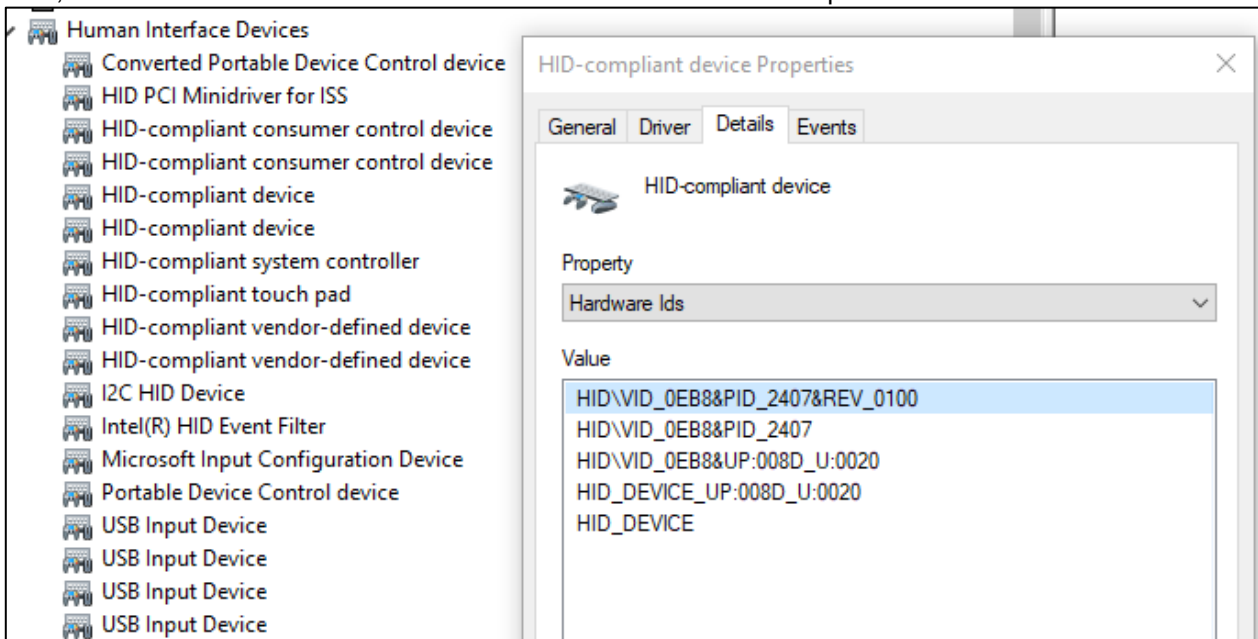 Human Interface Devices
Converted Portable Device Control device
HID PCI Minidriver for ISS
HID-compliant consumer control device
HID-compliant consumer control device
HID-compliant device
HID-compliant device
HID-compliant system controller
HID-compliant touch pad
HID-compliant vendor-defined device
HID-compliant vendor-defined device
I2C HID Device
Intel(R) HID Event Filter
Microsoft Input Configuration Device
Portable Device Control device
USB Input Device
USB Input Device
USB Input Device
USB Input Device
HID-compliant device Properties
General Driver Details Events
HID-compliant device
Property
Hardware Ids
Value
HID\VID_0EB8&PID_2407&REV_0100
HID\VID_0EB8&PID_2407
HID\VID_0EB8&UP:008D_U:0020
HID_DEVICE_UP:008D_U:0020
HID_DEVICE